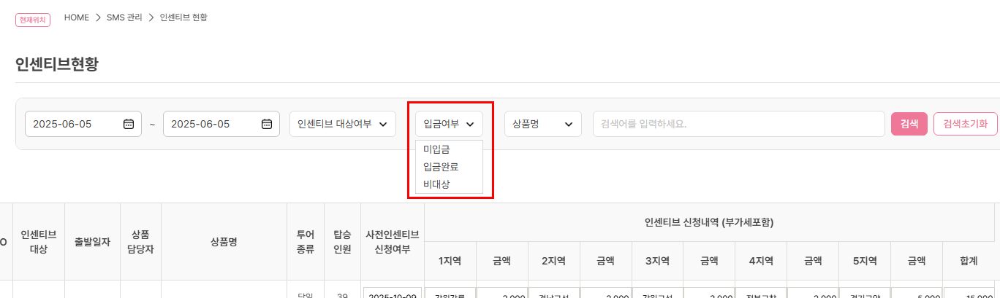 현재위치 HOME > SMS 관리 > 인센티브 현황
인센티브현황
2025-06-05 ~ 2025-06-05 인센티브 대상여부 입금여부 상품명 검색어를 입력하세요. 검색 검색초기화
미입금
입금완료
비대상
인센티브 신청내역 (부가세포함)
O 인센티브 대상 출발일자 상품 담당자 상품명 투어 종류 탑승 인원 사전인센티브 신청여부
1지역 금액 2지역 금액 3지역 금액 4지역 금액 5지역 금액 합계
당일 39 2025-10-09